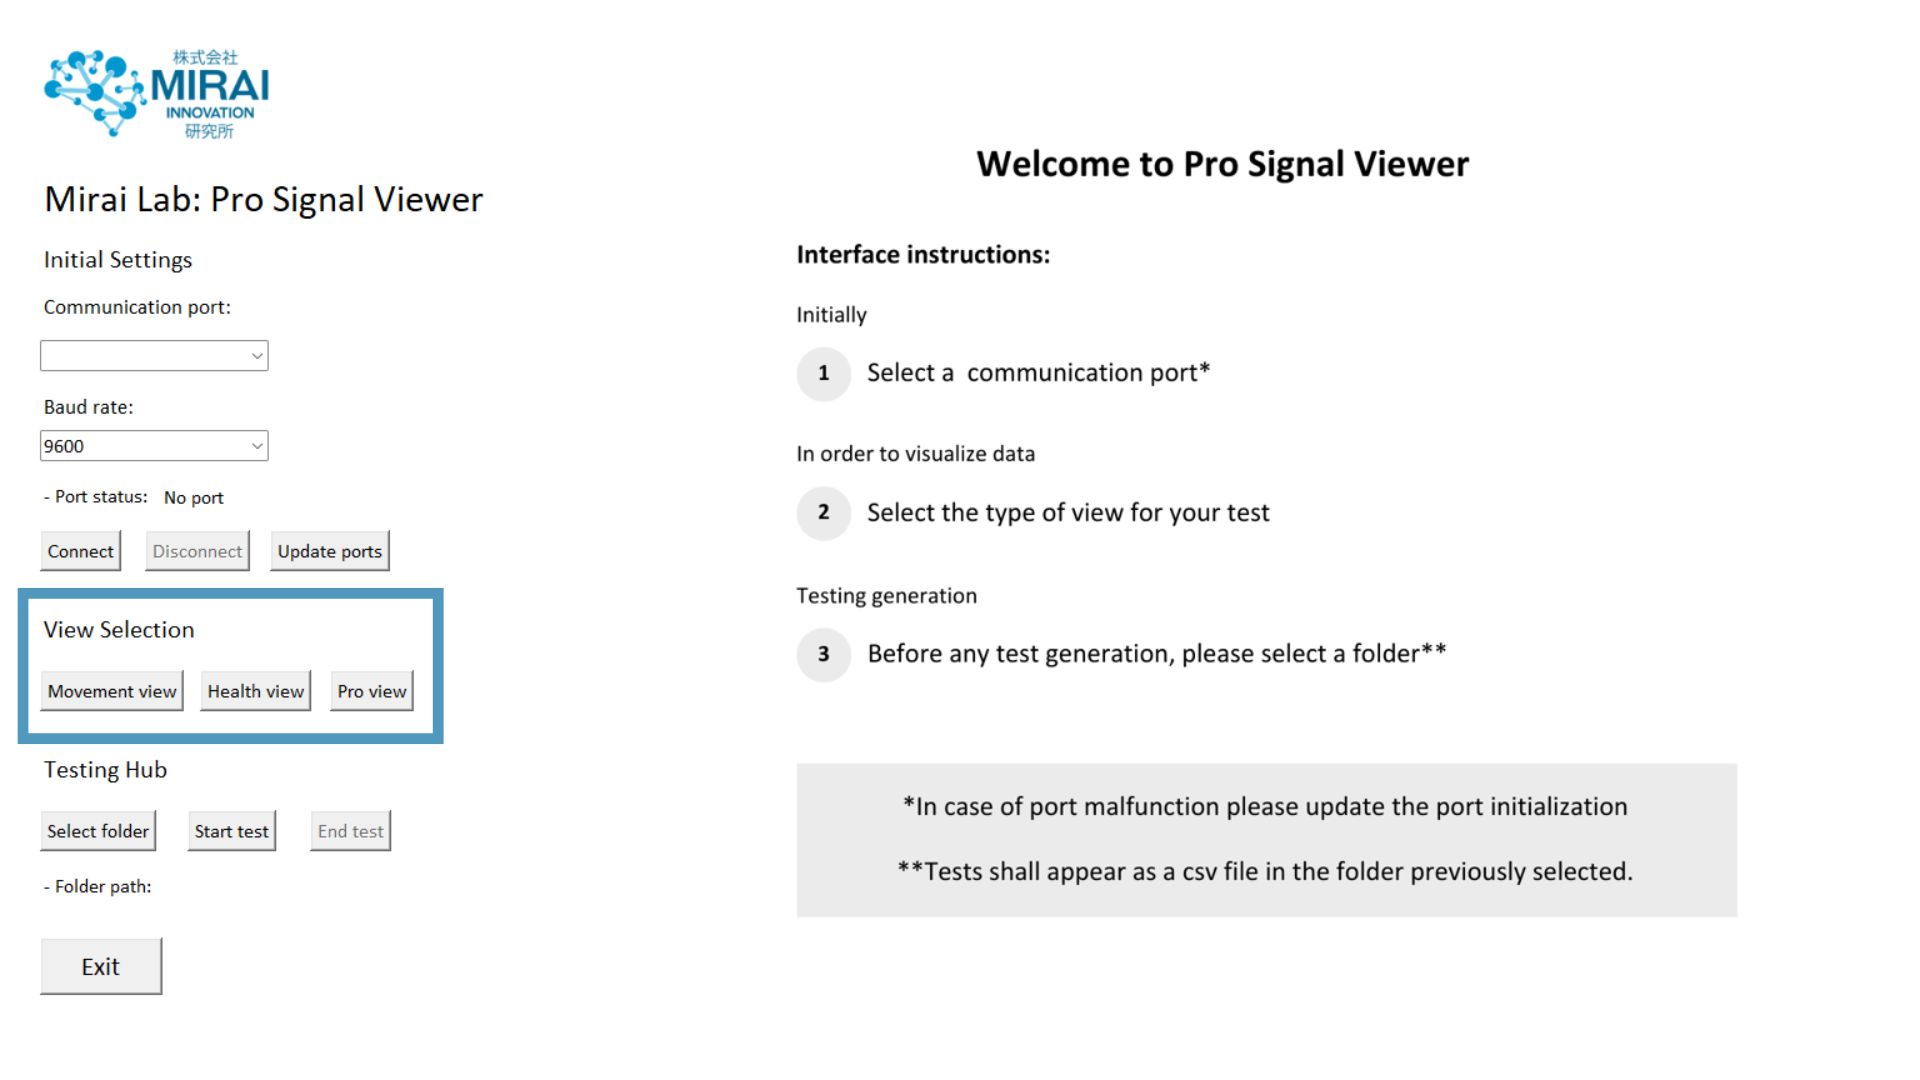 株式会社
MIRAI
INNOVATION
研究所
Mirai Lab: Pro Signal Viewer
Initial Settings
Communication port:
Baud rate:
9600
- Port status: No port
Connect Disconnect Update ports
View Selection
Movement view Health view Pro view
Testing Hub
Select folder Start test End test
- Folder path:
Exit
Welcome to Pro Signal Viewer
Interface instructions:
Initially
1 Select a communication port*
In order to visualize data
2 Select the type of view for your test
Testing generation
3 Before any test generation, please select a folder**
*In case of port malfunction please update the port initialization
**Tests shall appear as a csv file in the folder previously selected.